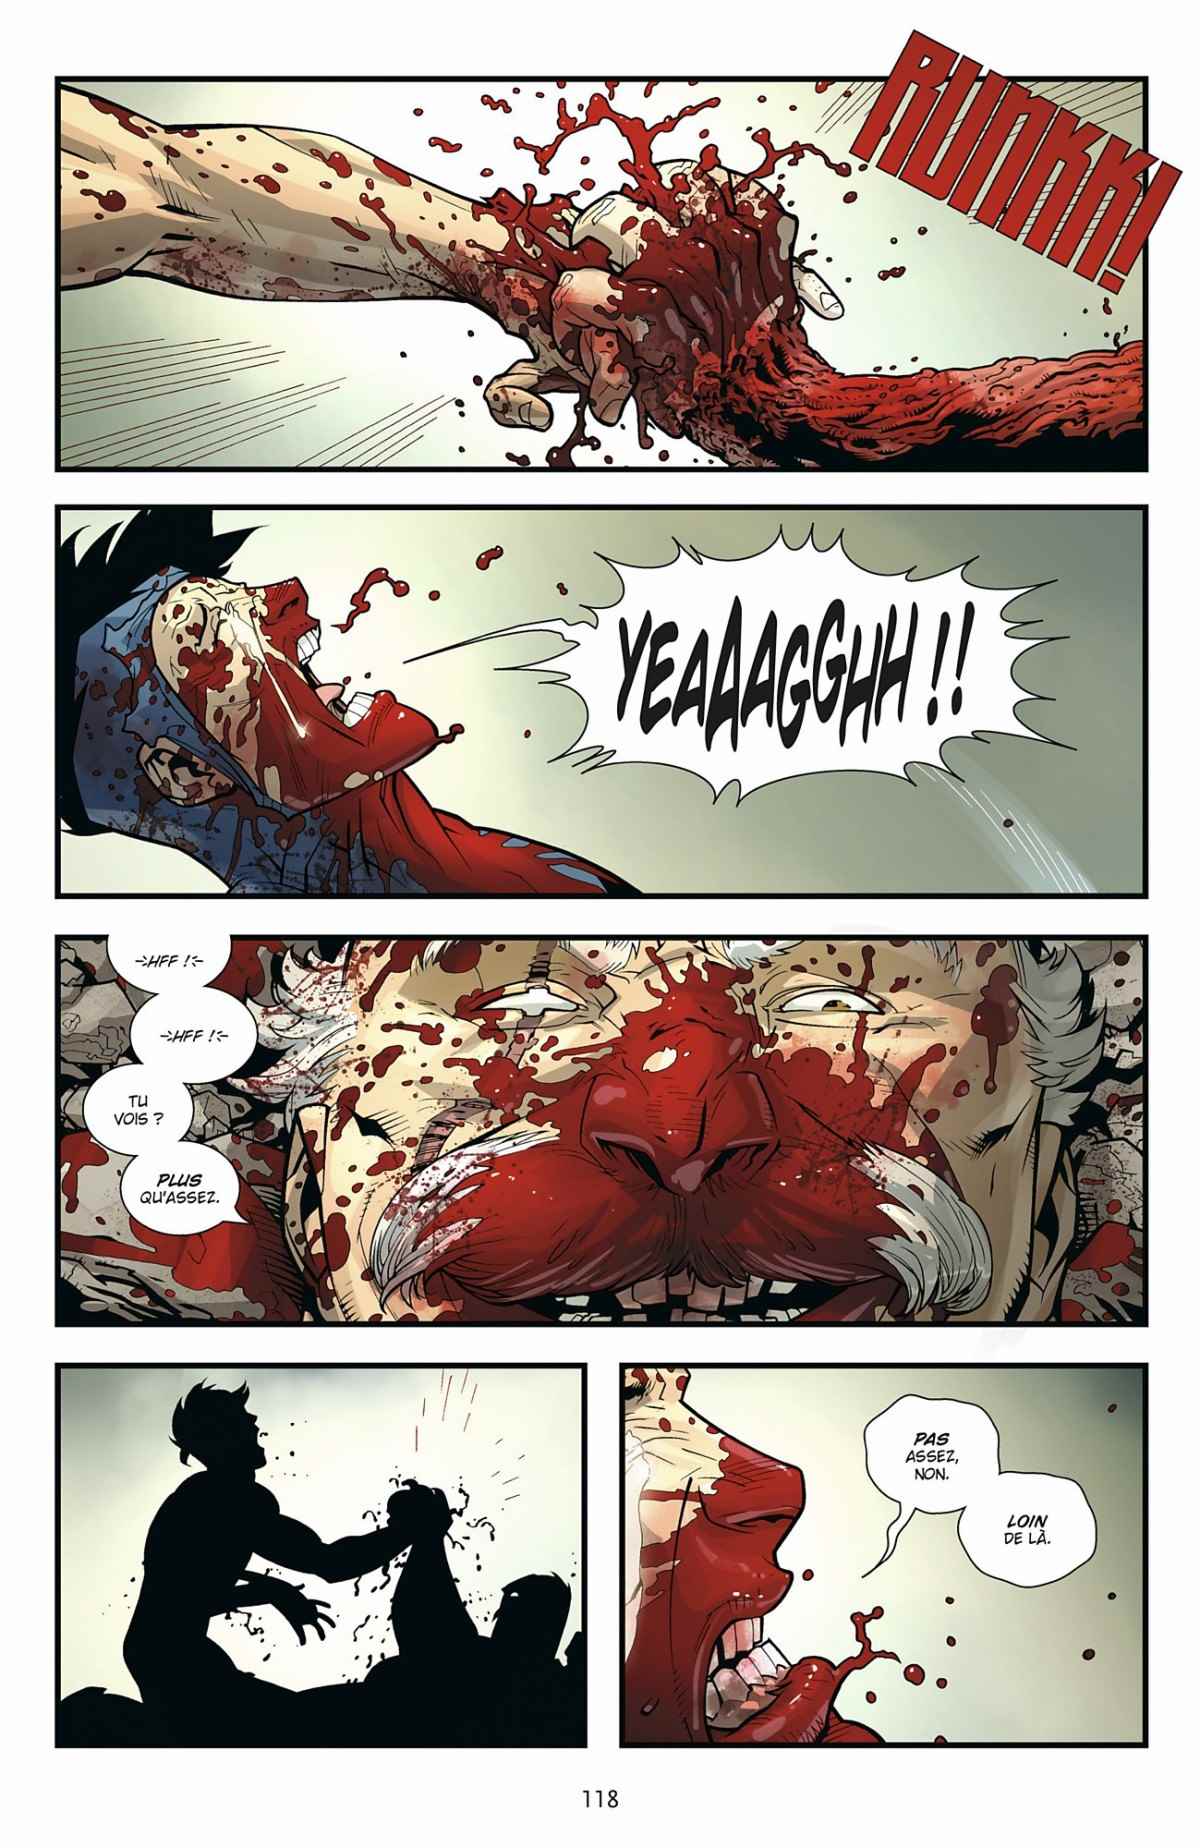 RUNKK!
YEAAAGGHH !!
HFF !
HFF !
TU
VOIS ?
PLUS
QU'ASSEZ.
PAS
ASSEZ,
NON.
LOIN
DE LÀ.
118